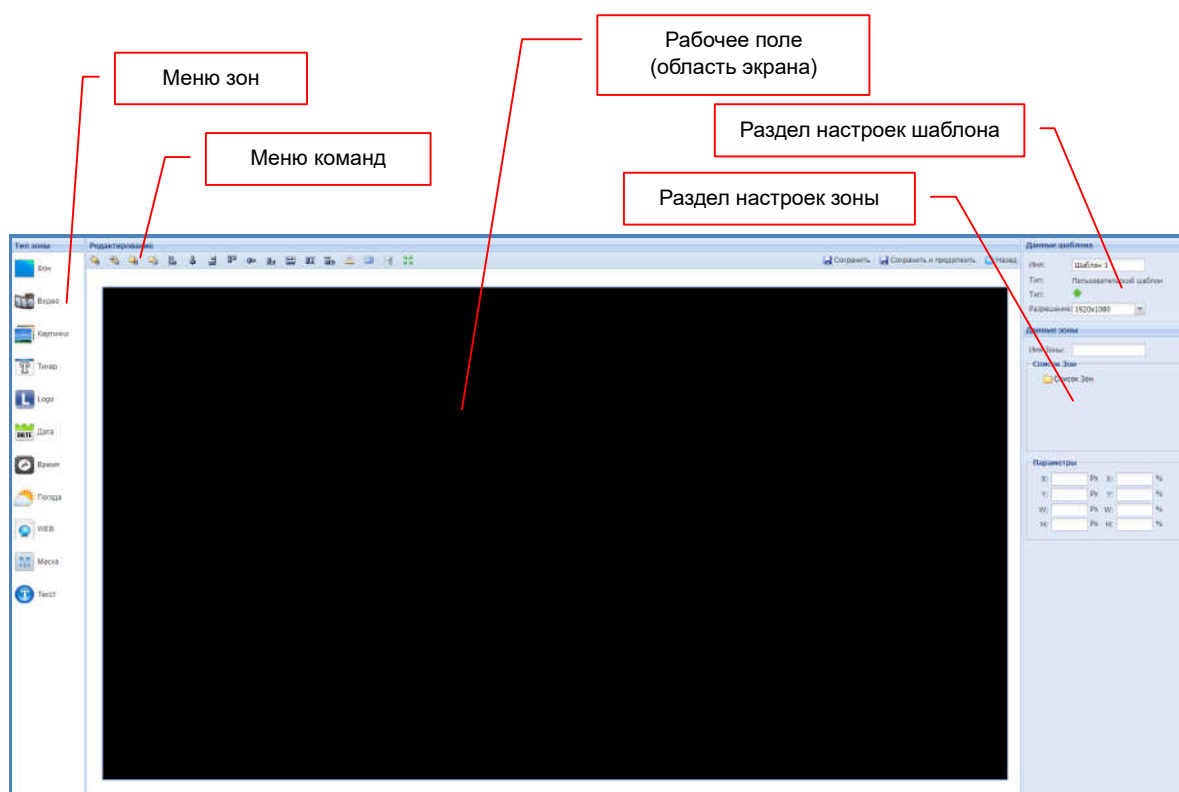 Рабочее поле
(область экрана)
Меню зон
Раздел настроек шаблона
Меню команд
Раздел настроек зоны
Тип зоны
Редактирование
Данные шаблона
Сохранить
Сохранить и продолжить
Назад
Фон
Видео
Картинки
Тикер
Logo
Дата
Время
Погода
WEB
Маска
Текст
Имя: Шаблон 1
Тип: Пользовательский шаблон
Тип:
Разрешение: 1920x1080
Данные зоны
Имя Зоны:
Список Зон
Список Зон
Параметры
X: Px X: %
Y: Px Y: %
W: Px W: %
H: Px H: %